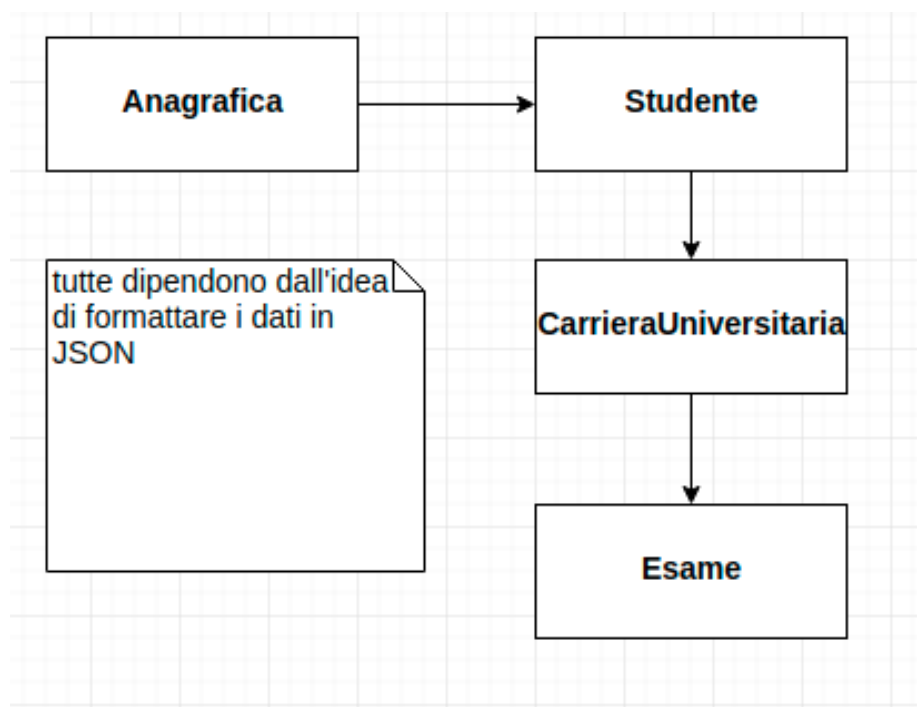 Anagrafica
Studente
tutte dipendono dall'idea
di formattare i dati in
JSON
CarrieraUniversitaria
Esame